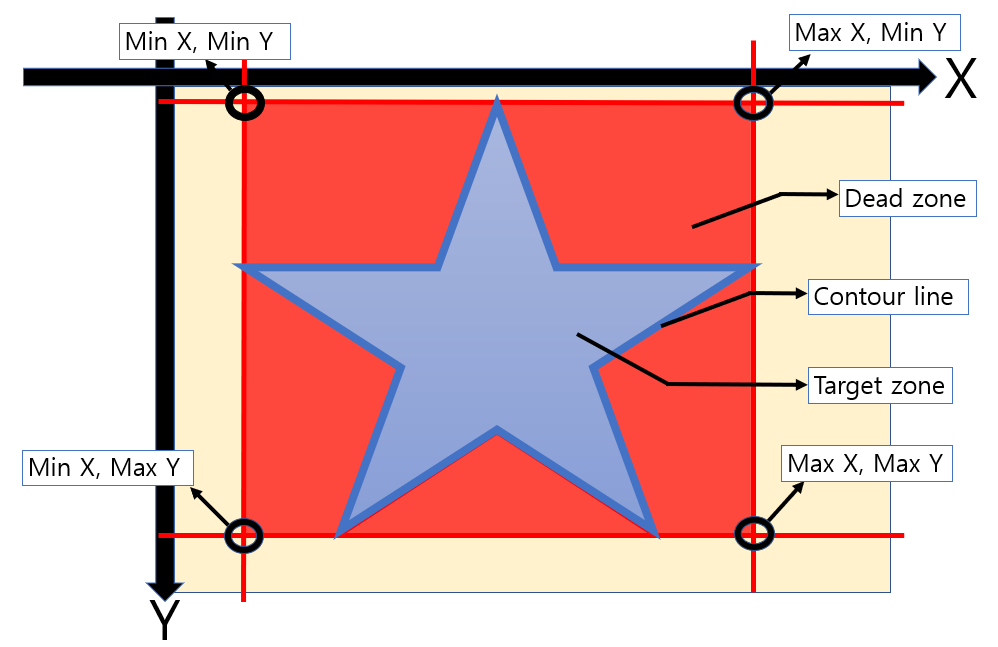 Min X, Min Y
Max X, Min Y
X
Dead zone
Contour line
Target zone
Min X, Max Y
Max X, Max Y
Y